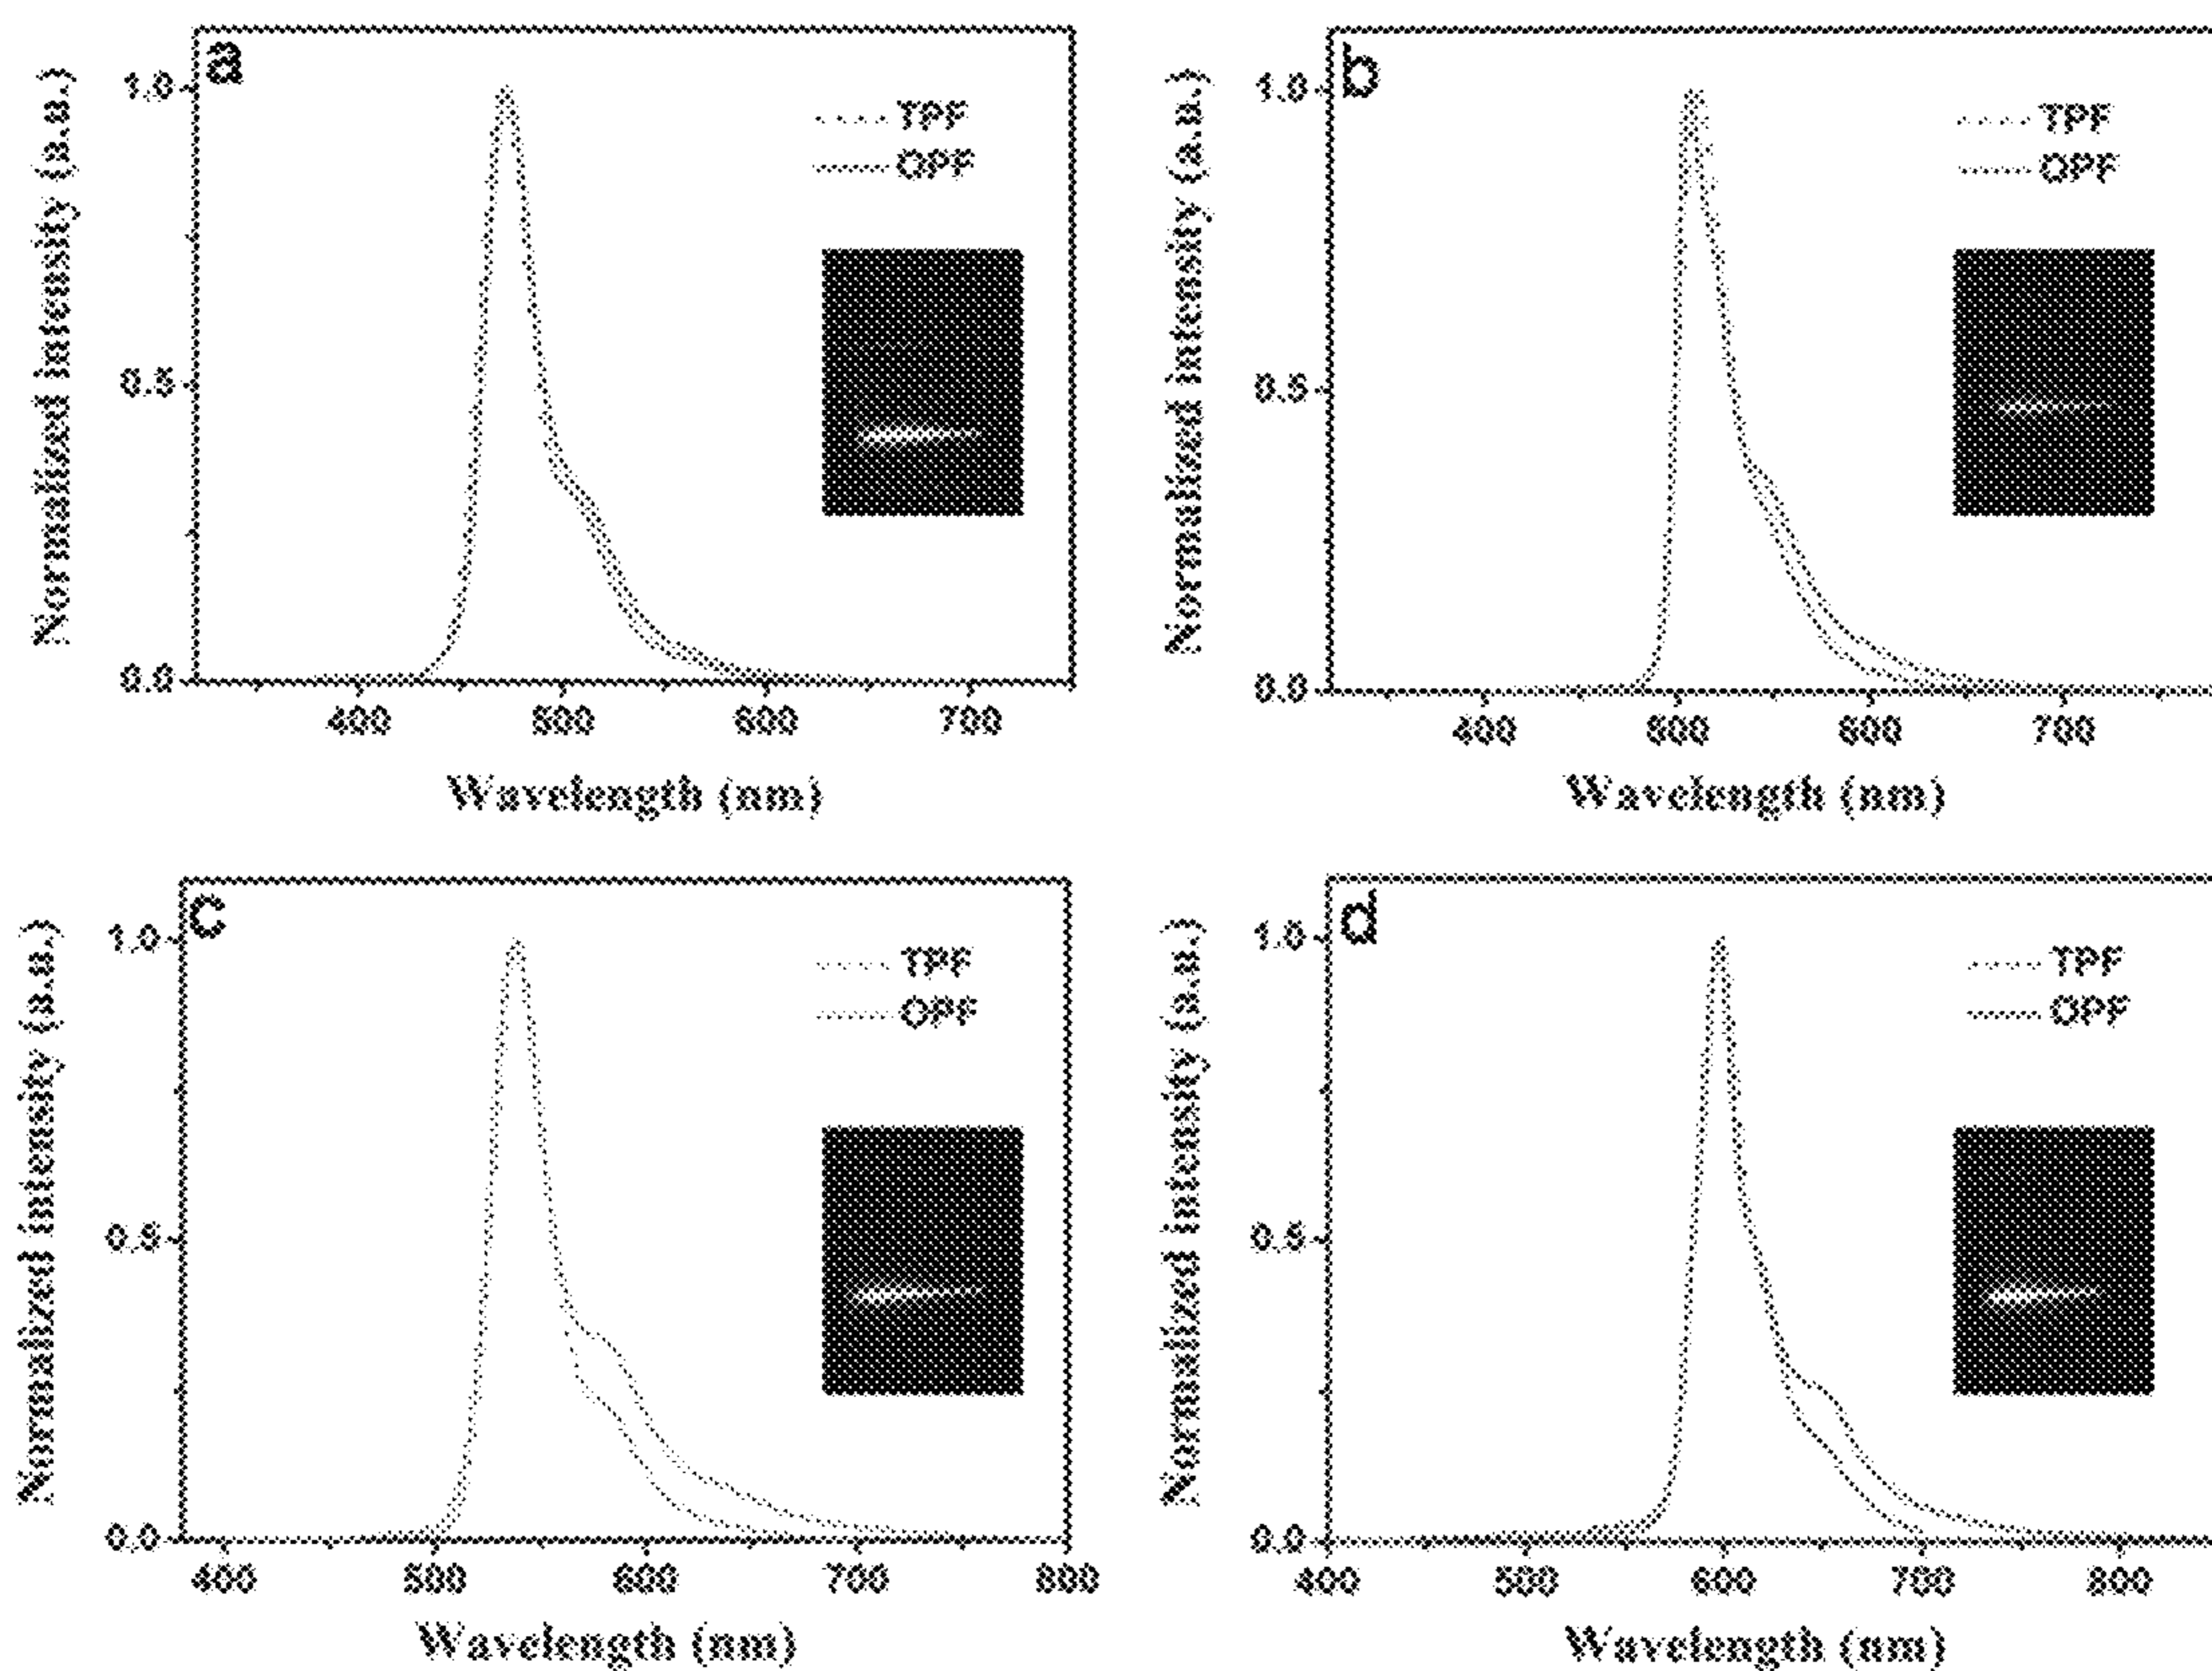 a
1.0
0.5
0.0
Normalized intensity (a.u.)
TPF
OPF
400 500 600 700
Wavelength (nm)
b
1.0
0.5
0.0
Normalized intensity (a.u.)
TPF
OPF
400 500 600 700
Wavelength (nm)
c
1.0
0.5
0.0
Normalized intensity (a.u.)
TPF
OPF
400 500 600 700 800
Wavelength (nm)
d
1.0
0.5
0.0
Normalized intensity (a.u.)
TPF
OPF
400 500 600 700 800
Wavelength (nm)